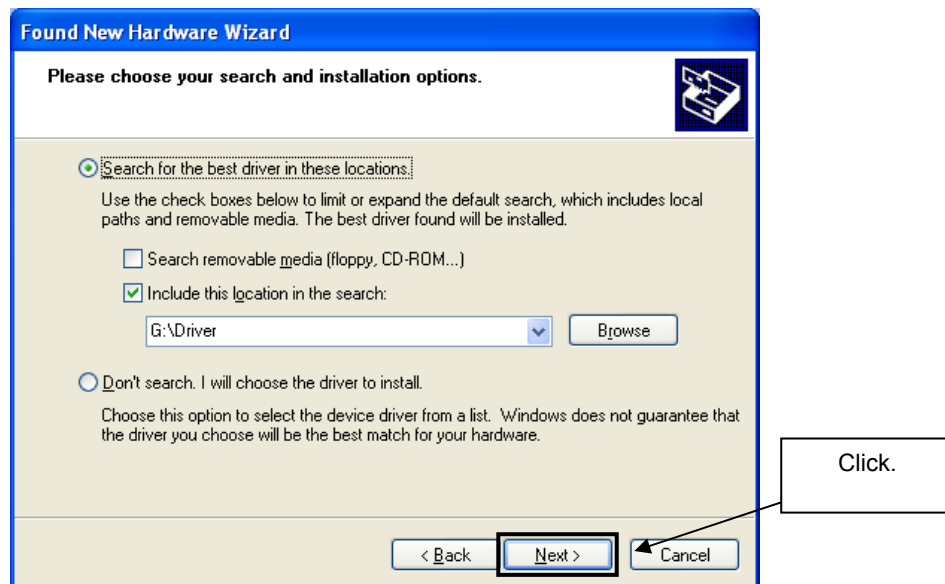 Found New Hardware Wizard
Please choose your search and installation options.
Search for the best driver in these locations.
Use the check boxes below to limit or expand the default search, which includes local
paths and removable media. The best driver found will be installed.
Search removable media (floppy, CD-ROM...)
Include this location in the search:
G:\Driver
Browse
Don't search. I will choose the driver to install.
Choose this option to select the device driver from a list.  Windows does not guarantee that
the driver you choose will be the best match for your hardware.
Click.
< Back Next > Cancel